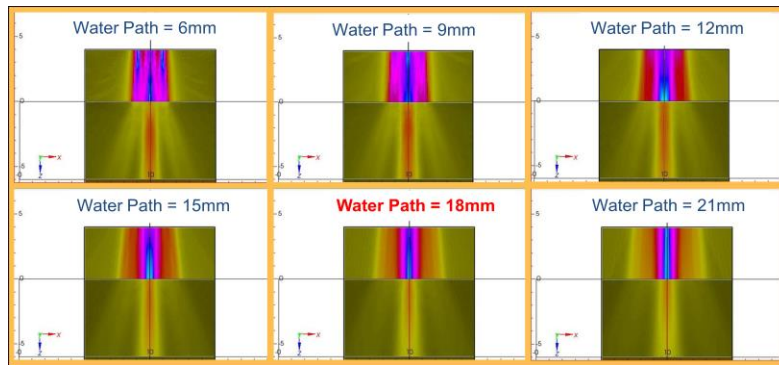 Water Path = 6mm
Water Path = 9mm
Water Path = 12mm
Water Path = 15mm
Water Path = 18mm
Water Path = 21mm